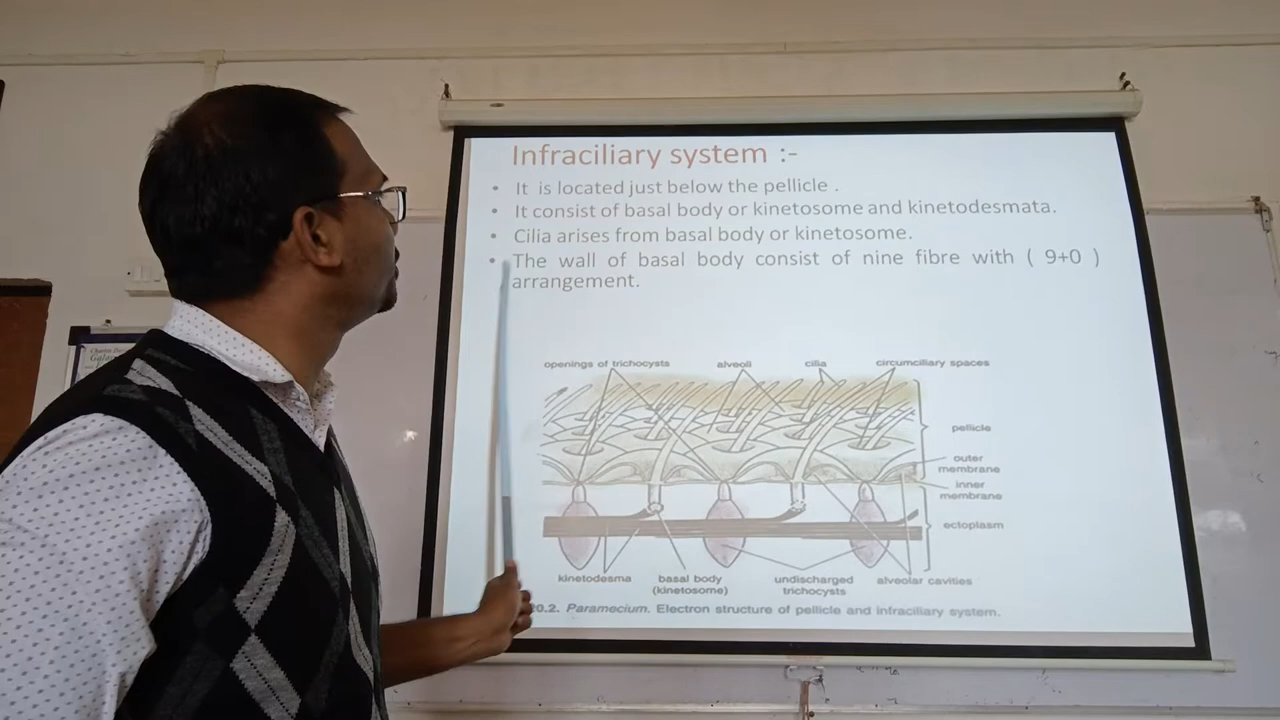 Infraciliary system :-
• It is located just below the pellicle .
• It consist of basal body or kinetosome and kinetodesmata.
• Cilia arises from basal body or kinetosome.
• The wall of basal body consist of nine fibre with ( 9+0 )
arrangement.
openings of trichocysts alveoli cilia circumciliary spaces
pellicle
outer
membrane
inner
membrane
ectoplasm
kinetodesma basal body undischarged alveolar cavities
(kinetosome) trichocysts
20.2. Paramecium. Electron structure of pellicle and infraciliary system.